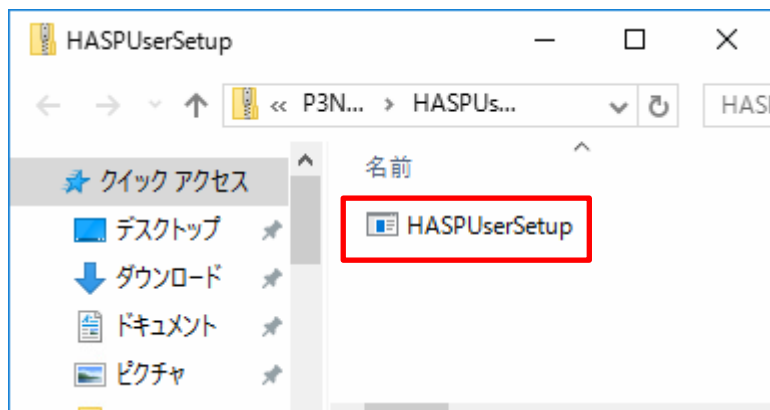 HASPUserSetup
« P3N... > HASPUs...
HAS
名前
クイック アクセス
HASPUserSetup
デスクトップ
ダウンロード
ドキュメント
ピクチャ